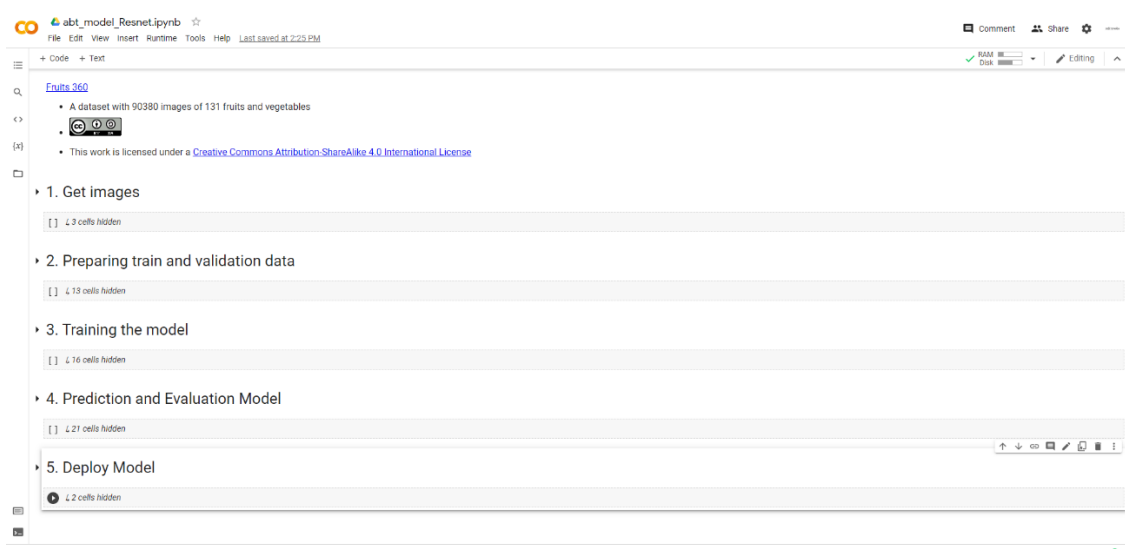 abt_model_Resnet.ipynb
File Edit View Insert Runtime Tools Help Last saved at 2:25 PM
Comment Share
+ Code + Text
RAM
Disk
Editing
Fruits 360
A dataset with 90380 images of 131 fruits and vegetables
cc
BY SA
This work is licensed under a Creative Commons Attribution-ShareAlike 4.0 International License
1. Get images
[ ] ↳ 3 cells hidden
2. Preparing train and validation data
[ ] ↳ 13 cells hidden
3. Training the model
[ ] ↳ 16 cells hidden
4. Prediction and Evaluation Model
[ ] ↳ 21 cells hidden
5. Deploy Model
↳ 2 cells hidden